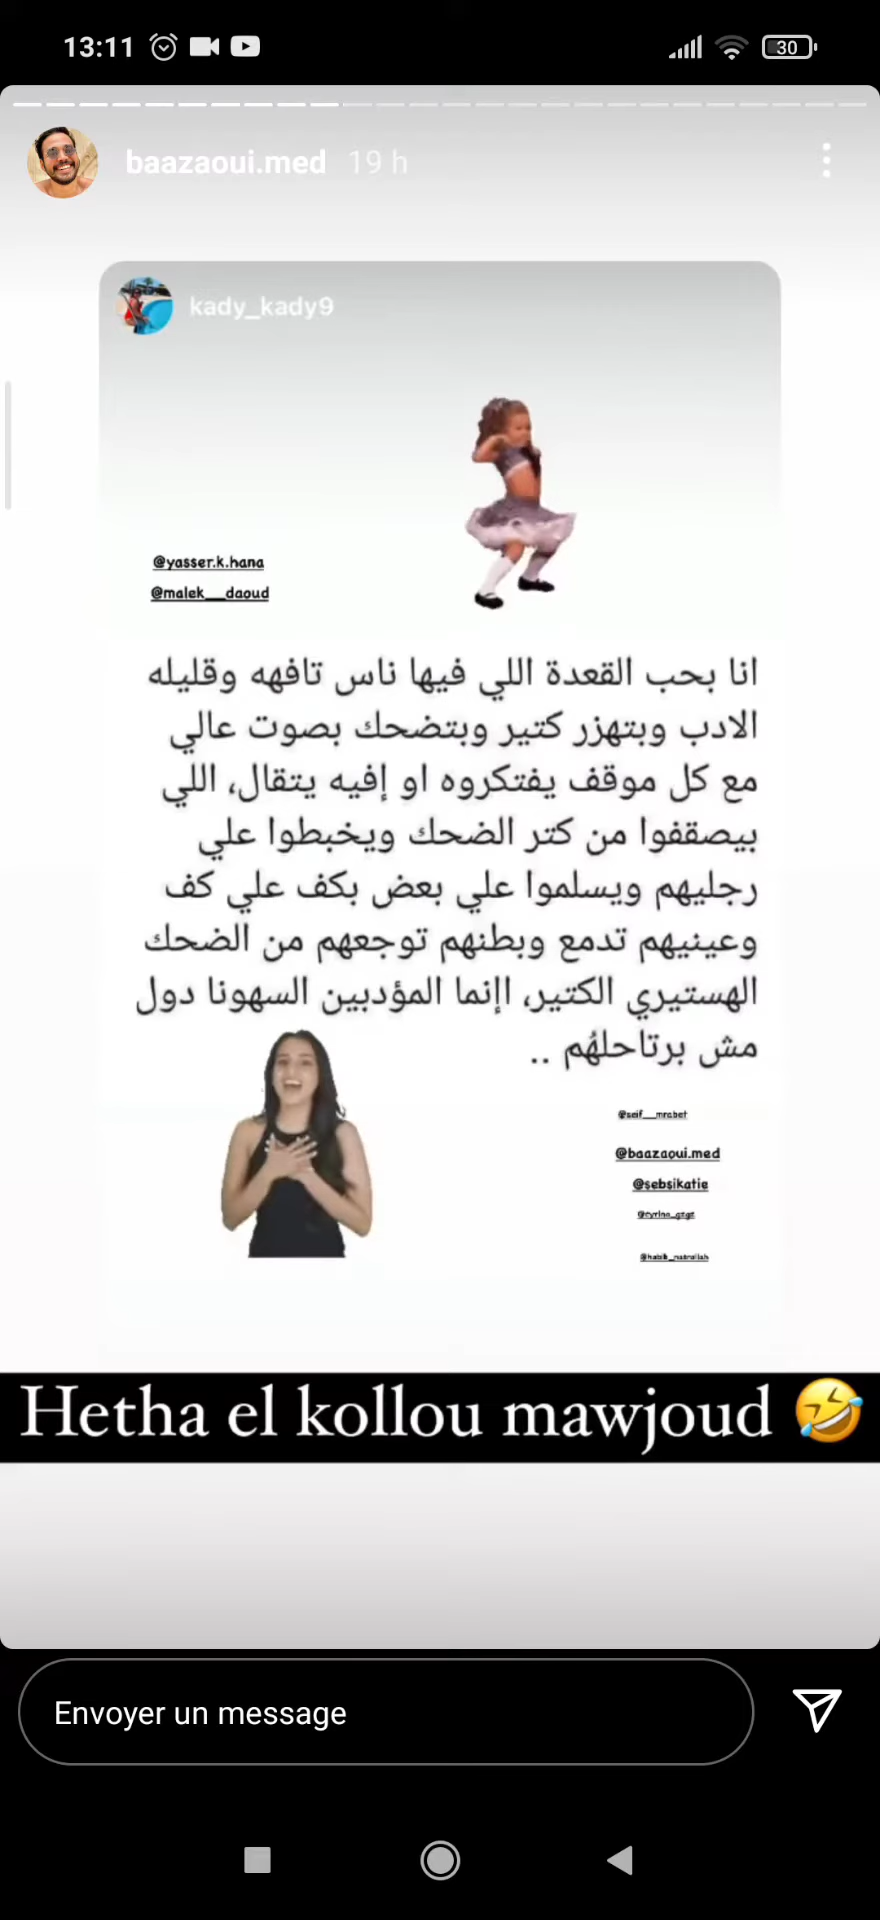 13:11
30
baazaoui.med 19 h
kady_kady9
@yasser.k.hana
@malek__daoud
انا بحب القعدة اللي فيها ناس تافهه وقليله
الادب وبتهزر كتير وبتضحك بصوت عالي
مع كل موقف يفتكروه او إفيه يتقال، اللي
بيصقفوا من كتر الضحك ويخبطوا علي
رجليهم ويسلموا علي بعض بكف علي كف
وعينيهم تدمع وبطنهم توجعهم من الضحك
الهستيري الكتير، اإنما المؤدبين السهونا دول
مش برتاحلهُم ..
@seif__mrabet
@baazaoui.med
@sebsikatie
Hetha el kollou mawjoud 🤣
Envoyer un message